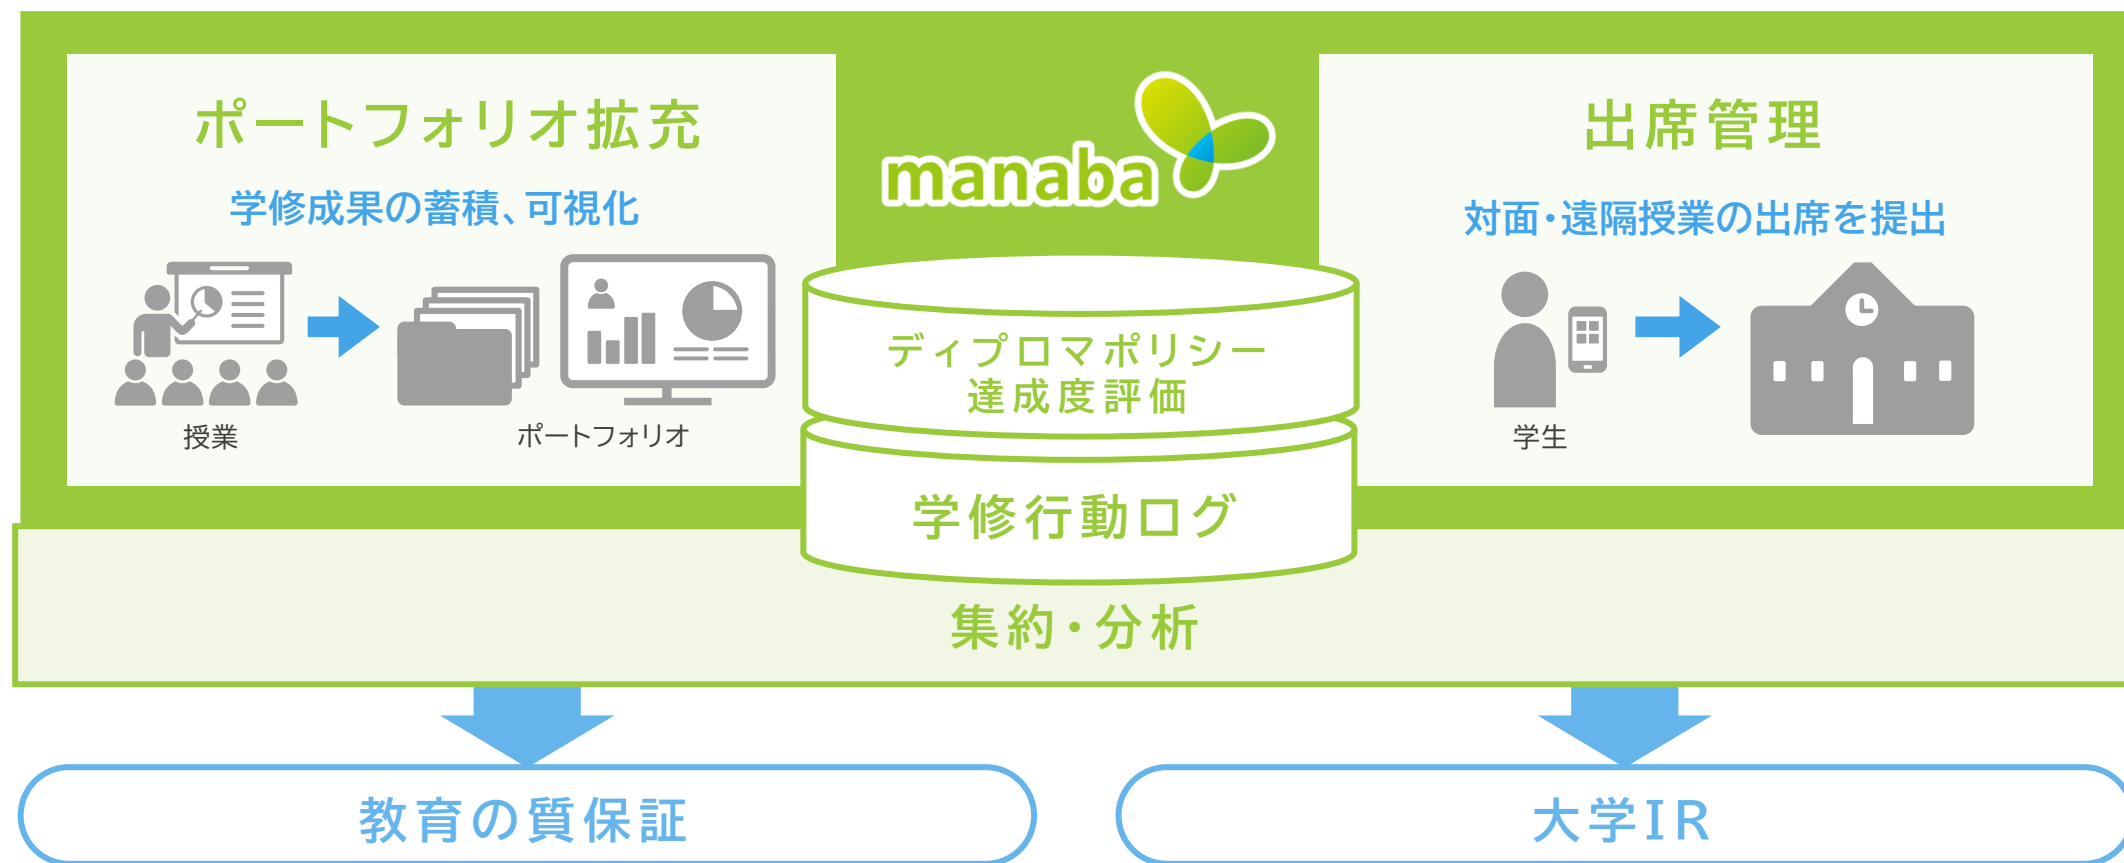 ポートフォリオ拡充
学修成果の蓄積、可視化
授業
ポートフォリオ
manaba
出席管理
対面・遠隔授業の出席を提出
学生
ディプロマポリシー
達成度評価
学修行動ログ
集約・分析
教育の質保証
大学IR